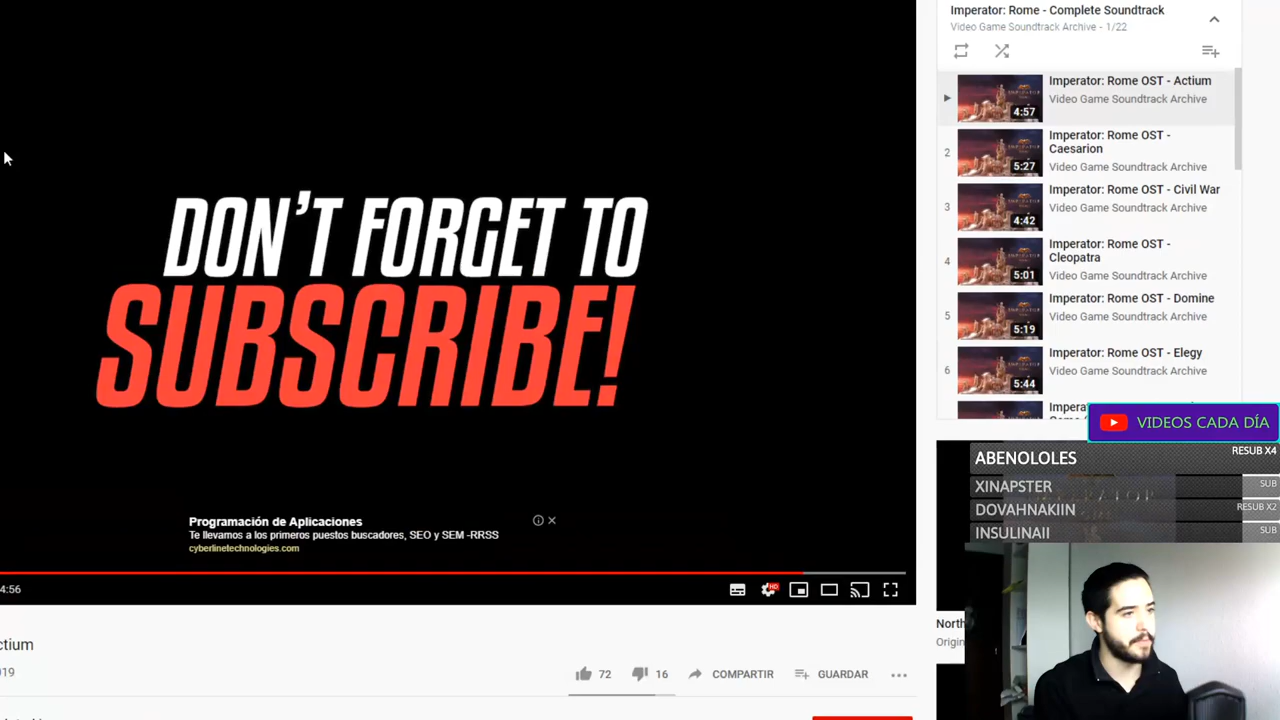 DON'T FORGET TO
SUBSCRIBE!
Programación de Aplicaciones
Te llevamos a los primeros puestos buscadores, SEO y SEM -RRSS
cyberlinetechnologies.com
4:56
HD
ctium
019
72
16
COMPARTIR
GUARDAR
Imperator: Rome - Complete Soundtrack
Video Game Soundtrack Archive - 1/22
Imperator: Rome OST - Actium
Video Game Soundtrack Archive
4:57
2
Imperator: Rome OST -
Caesarion
Video Game Soundtrack Archive
5:27
3
Imperator: Rome OST - Civil War
Video Game Soundtrack Archive
4:42
4
Imperator: Rome OST -
Cleopatra
Video Game Soundtrack Archive
5:01
5
Imperator: Rome OST - Domine
Video Game Soundtrack Archive
5:19
6
Imperator: Rome OST - Elegy
Video Game Soundtrack Archive
5:44
VIDEOS CADA DÍA
ABENOLOLES RESUB X4
XINAPSTER SUB
DOVAHNAKIIN RESUB X2
INSULINAII SUB
North
Origin